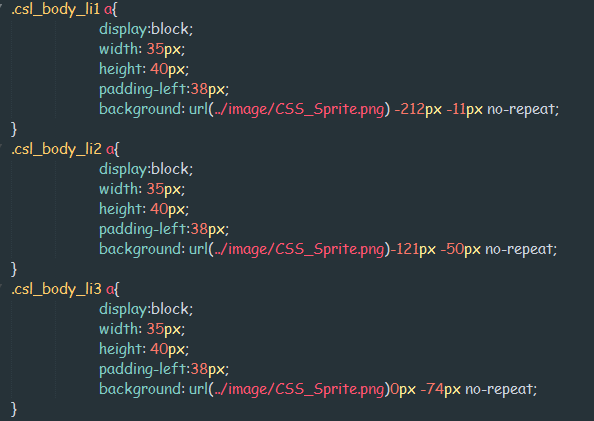 .csl_body_li1 a{
display:block;
width: 35px;
height: 40px;
padding-left:38px;
background: url(../image/CSS_Sprite.png) -212px -11px no-repeat;
}
.csl_body_li2 a{
display:block;
width: 35px;
height: 40px;
padding-left:38px;
background: url(../image/CSS_Sprite.png)-121px -50px no-repeat;
}
.csl_body_li3 a{
display:block;
width: 35px;
height: 40px;
padding-left:38px;
background: url(../image/CSS_Sprite.png)0px -74px no-repeat;
}